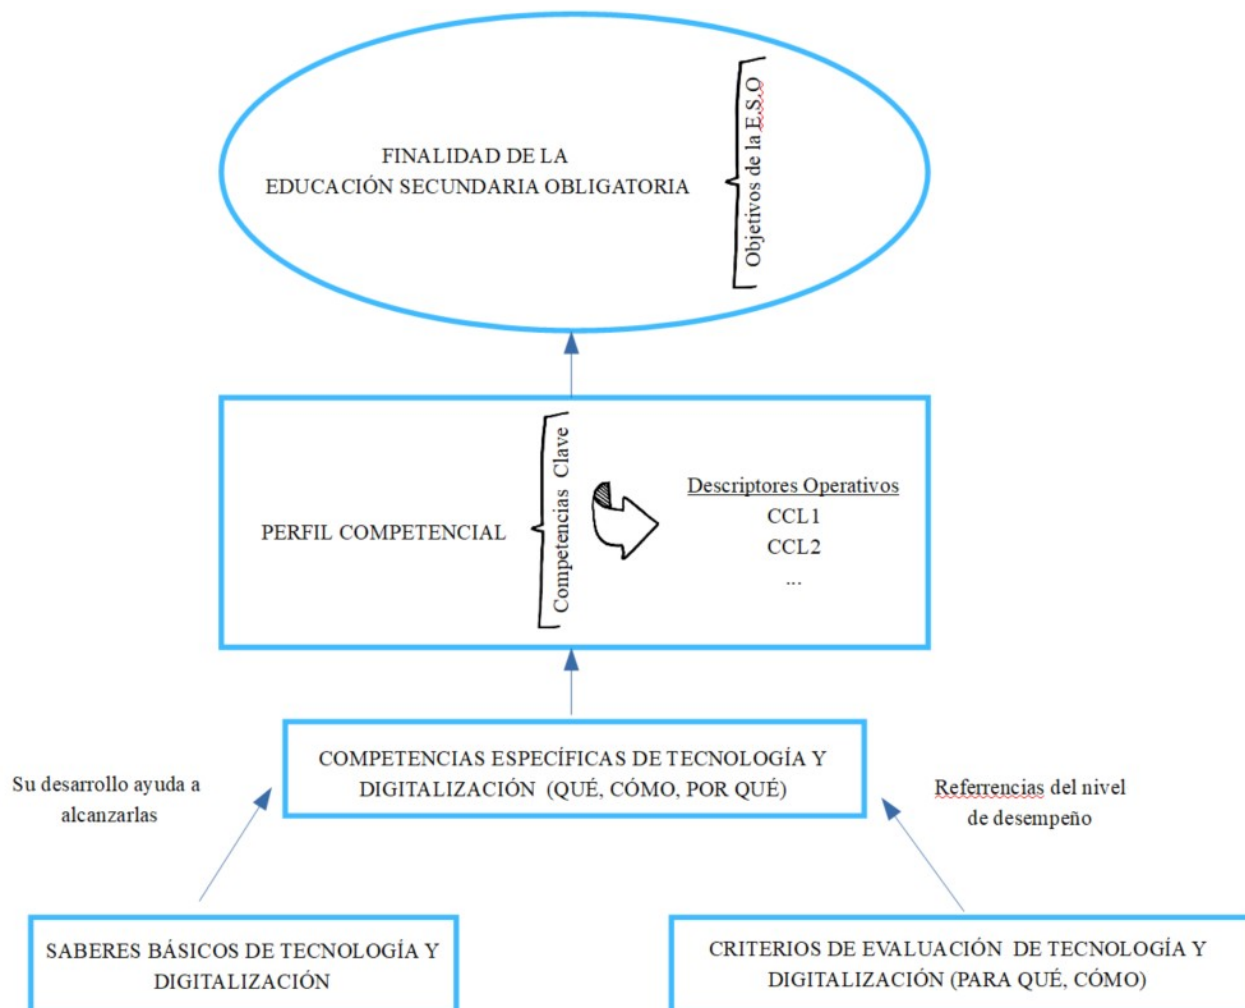 FINALIDAD DE LA
EDUCACIÓN SECUNDARIA OBLIGATORIA
Objetivos de la E.S.O
PERFIL COMPETENCIAL
Competencias Clave
Descriptores Operativos
CCL1
CCL2
...
COMPETENCIAS ESPECÍFICAS DE TECNOLOGÍA Y
DIGITALIZACIÓN (QUÉ, CÓMO, POR QUÉ)
Su desarrollo ayuda a
alcanzarlas
Referrencias del nivel
de desempeño
SABERES BÁSICOS DE TECNOLOGÍA Y
DIGITALIZACIÓN
CRITERIOS DE EVALUACIÓN DE TECNOLOGÍA Y
DIGITALIZACIÓN (PARA QUÉ, CÓMO)